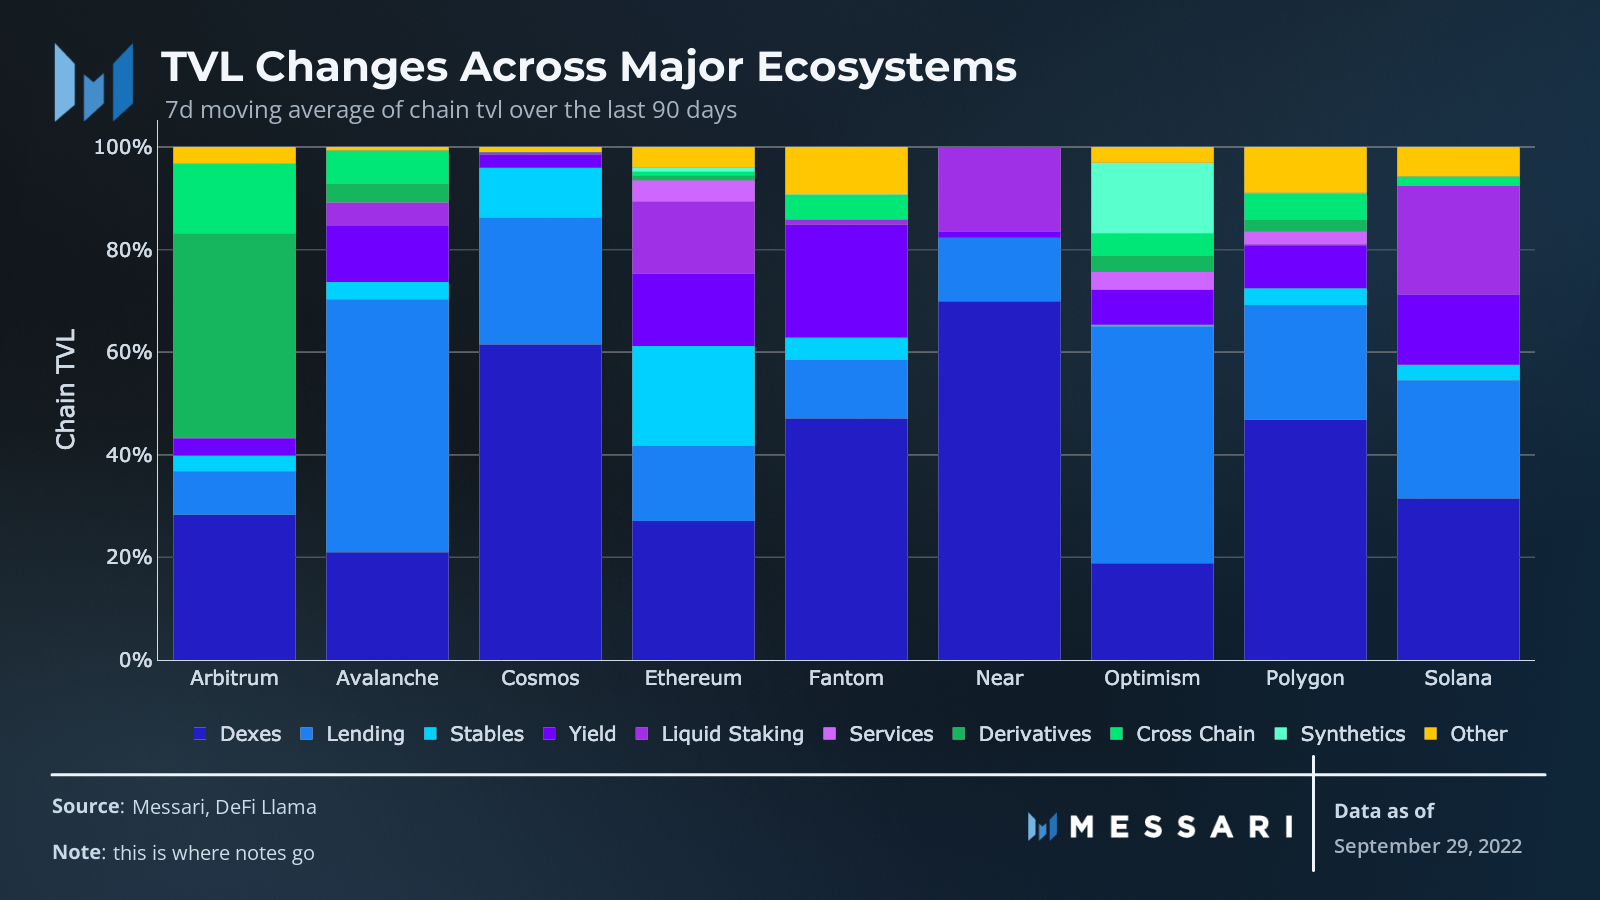 TVL Changes Across Major Ecosystems
7d moving average of chain tvl over the last 90 days
Chain TVL
100%
80%
60%
40%
20%
0%
Arbitrum Avalanche Cosmos Ethereum Fantom Near Optimism Polygon Solana
Dexes Lending Stables Yield Liquid Staking Services Derivatives Cross Chain Synthetics Other
Source: Messari, DeFi Llama
Note: this is where notes go
MESSARI
Data as of
September 29, 2022